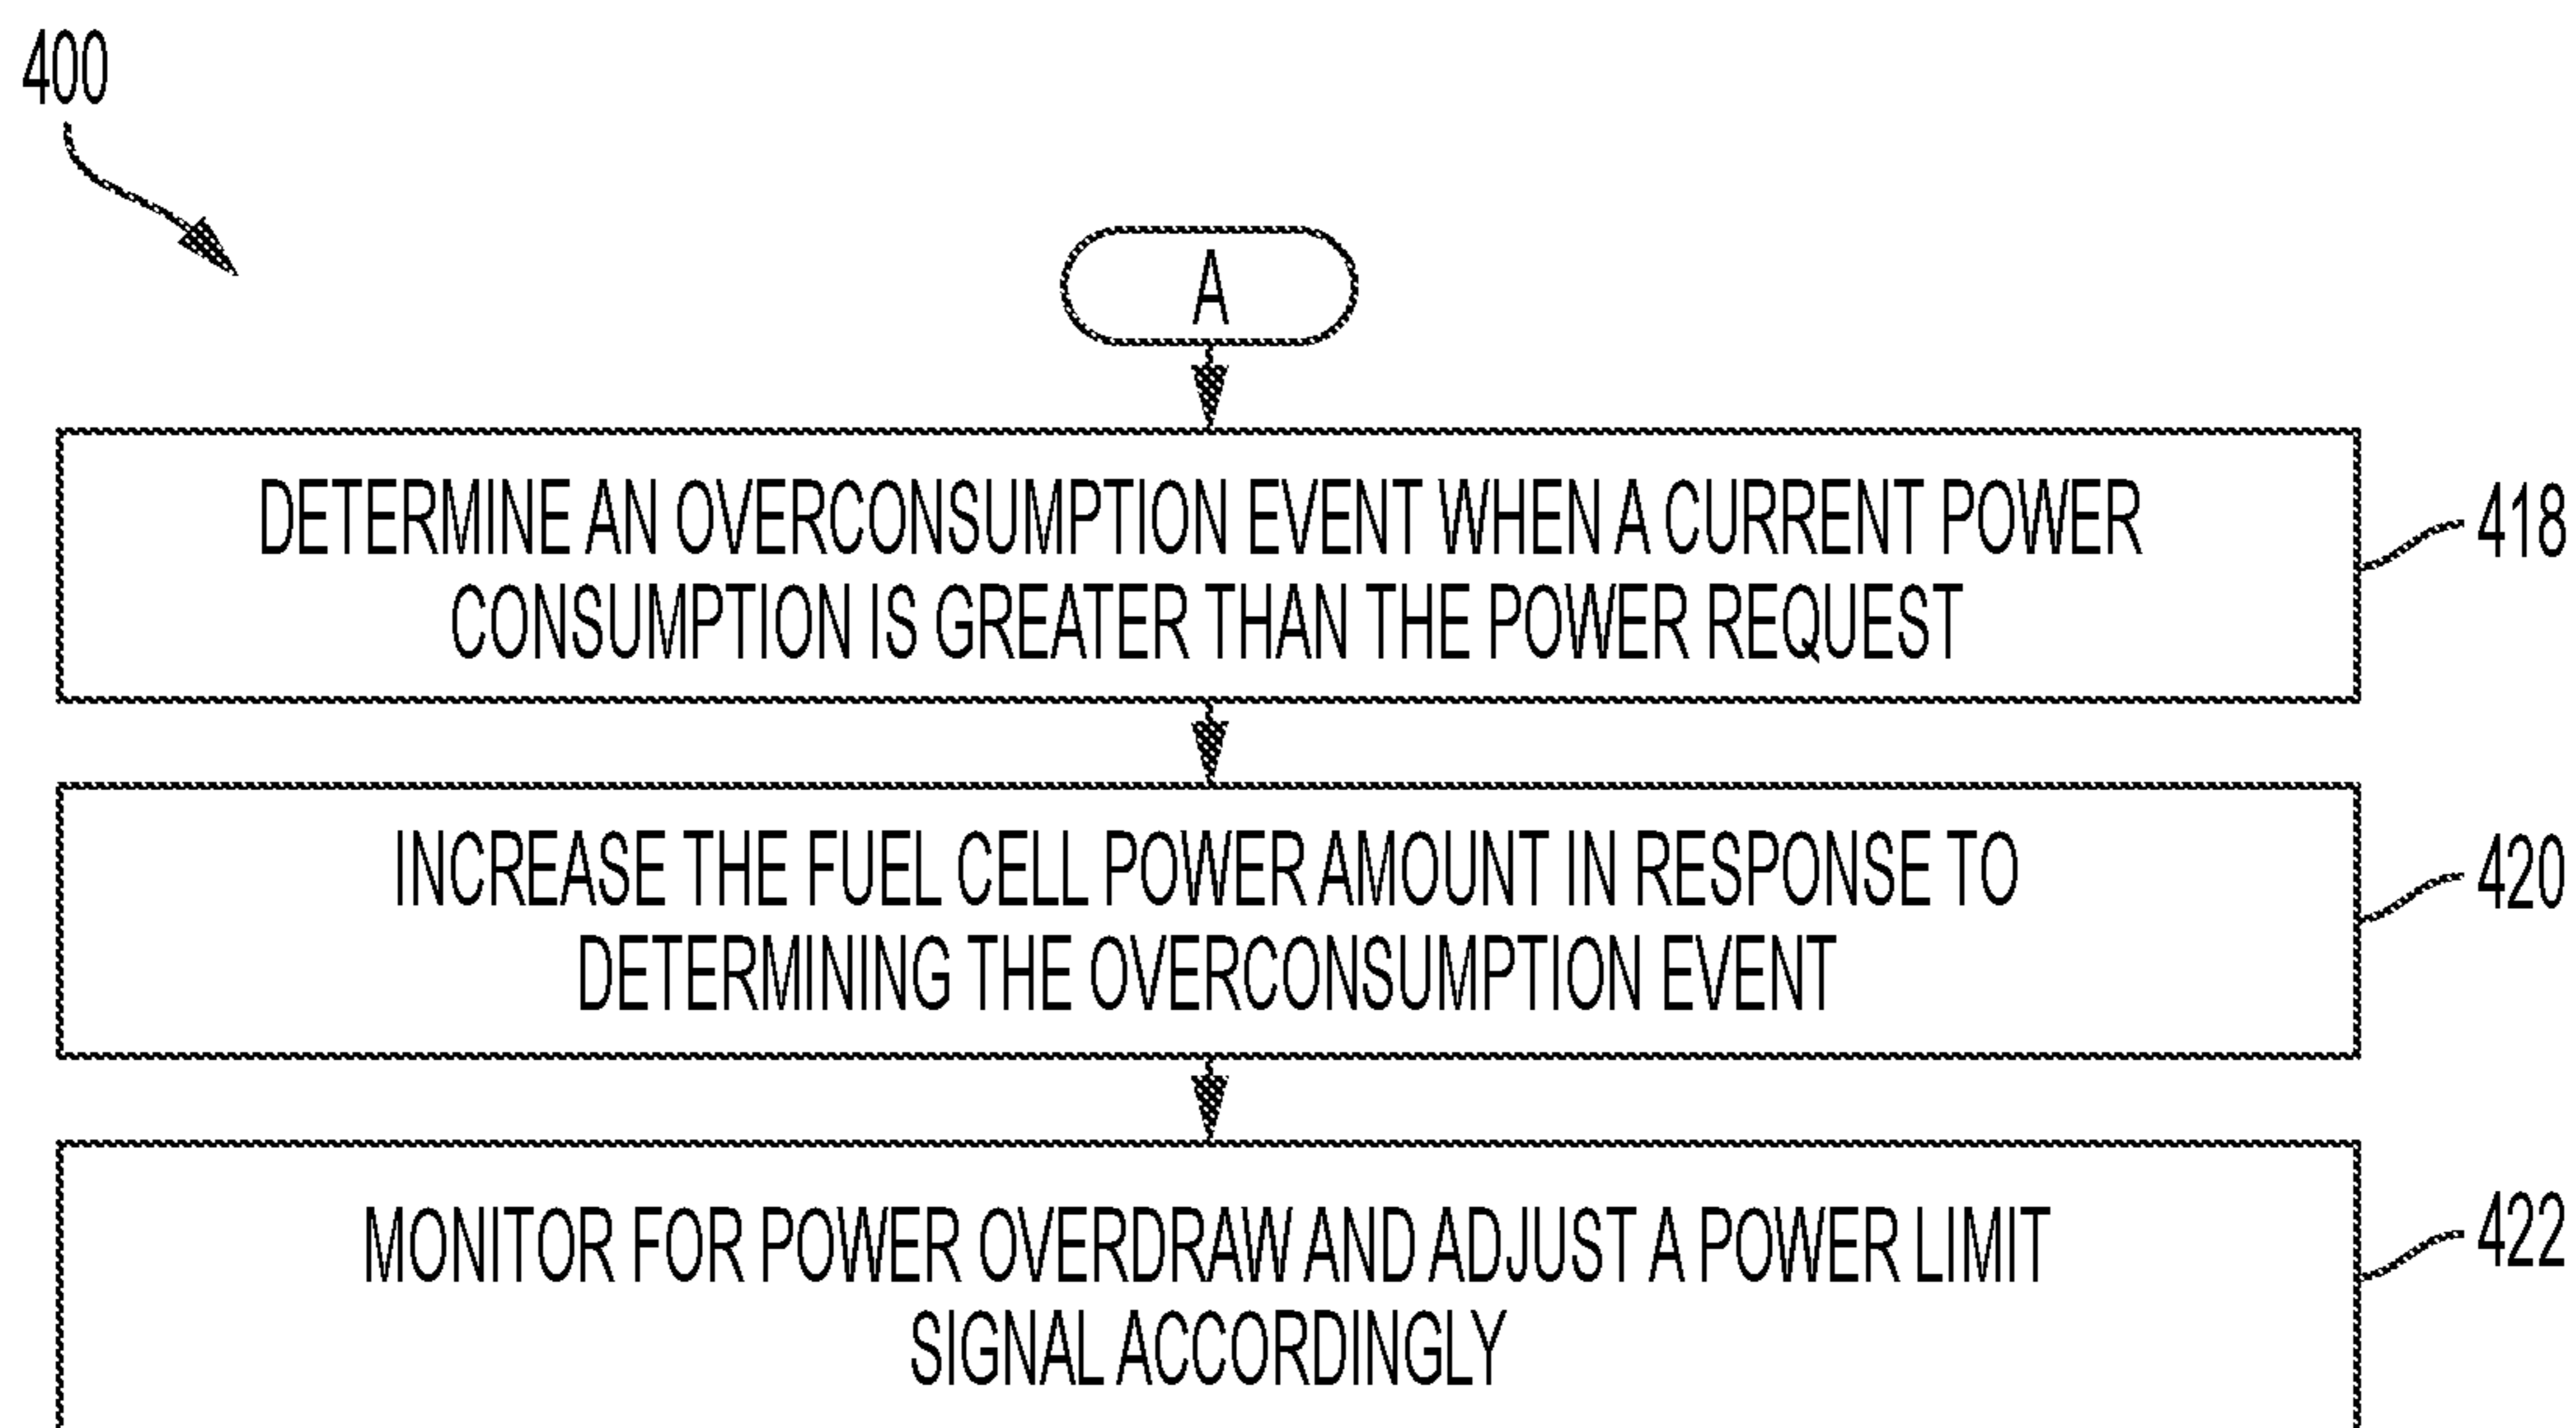 400
A
DETERMINE AN OVERCONSUMPTION EVENT WHEN A CURRENT POWER
CONSUMPTION IS GREATER THAN THE POWER REQUEST
418
INCREASE THE FUEL CELL POWER AMOUNT IN RESPONSE TO
DETERMINING THE OVERCONSUMPTION EVENT
420
MONITOR FOR POWER OVERDRAW AND ADJUST A POWER LIMIT
SIGNAL ACCORDINGLY
422